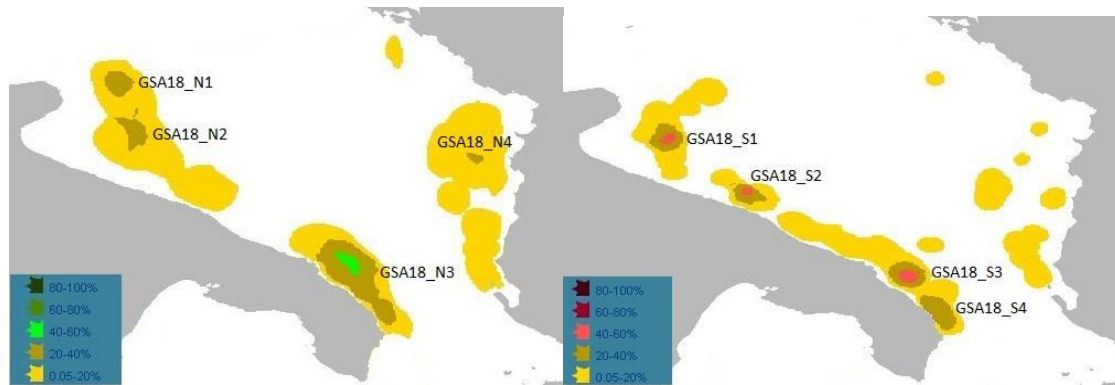 GSA18_N1
GSA18_N2
GSA18_N4
GSA18_N3
80-100%
60-80%
40-60%
20-40%
0.05-20%
GSA18_S1
GSA18_S2
GSA18_S3
GSA18_S4
80-100%
60-80%
40-60%
20-40%
0.05-20%